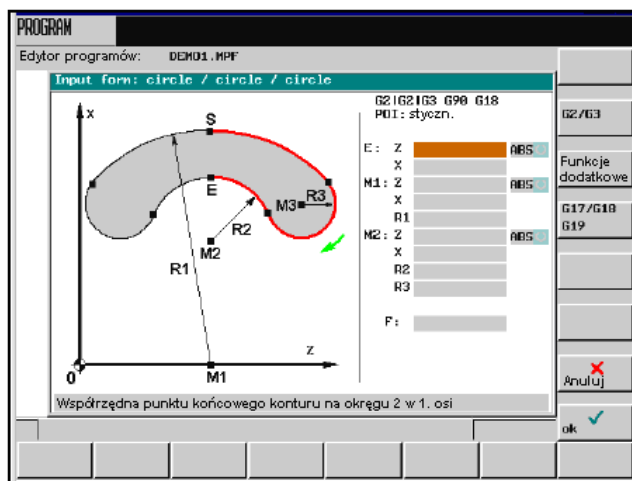 PROGRAM
Edytor programów: DEMO1.MPF
Input form: circle / circle / circle
X
S
E
M3
R3
R2
M2
R1
Z
0
M1
G2|G2|G3 G90 G18
POI: styczn.
E: Z ABS
X
M1: Z ABS
X
R1
M2: Z ABS
X
R2
R3
F:
Współrzędna punktu końcowego konturu na okręgu 2 w 1. osi
G2/G3
Funkcje
dodatkowe
G17/G18
G19
Anuluj
ok